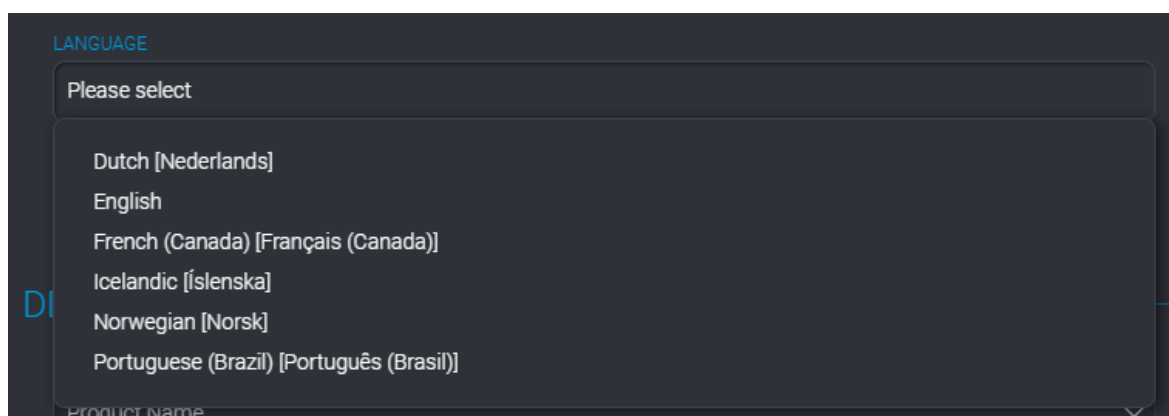 LANGUAGE
Please select
Dutch [Nederlands]
English
French (Canada) [Français (Canada)]
Icelandic [Íslenska]
Norwegian [Norsk]
Portuguese (Brazil) [Português (Brasil)]
Product Name